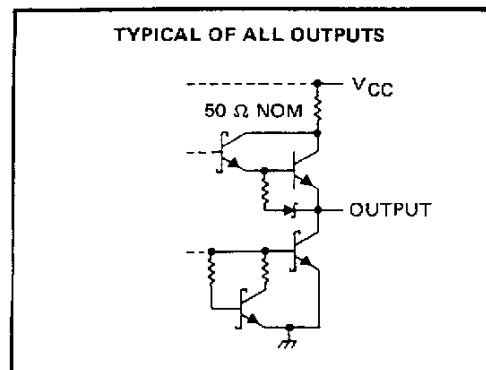 TYPICAL OF ALL OUTPUTS
VCC
50 Ω NOM
OUTPUT